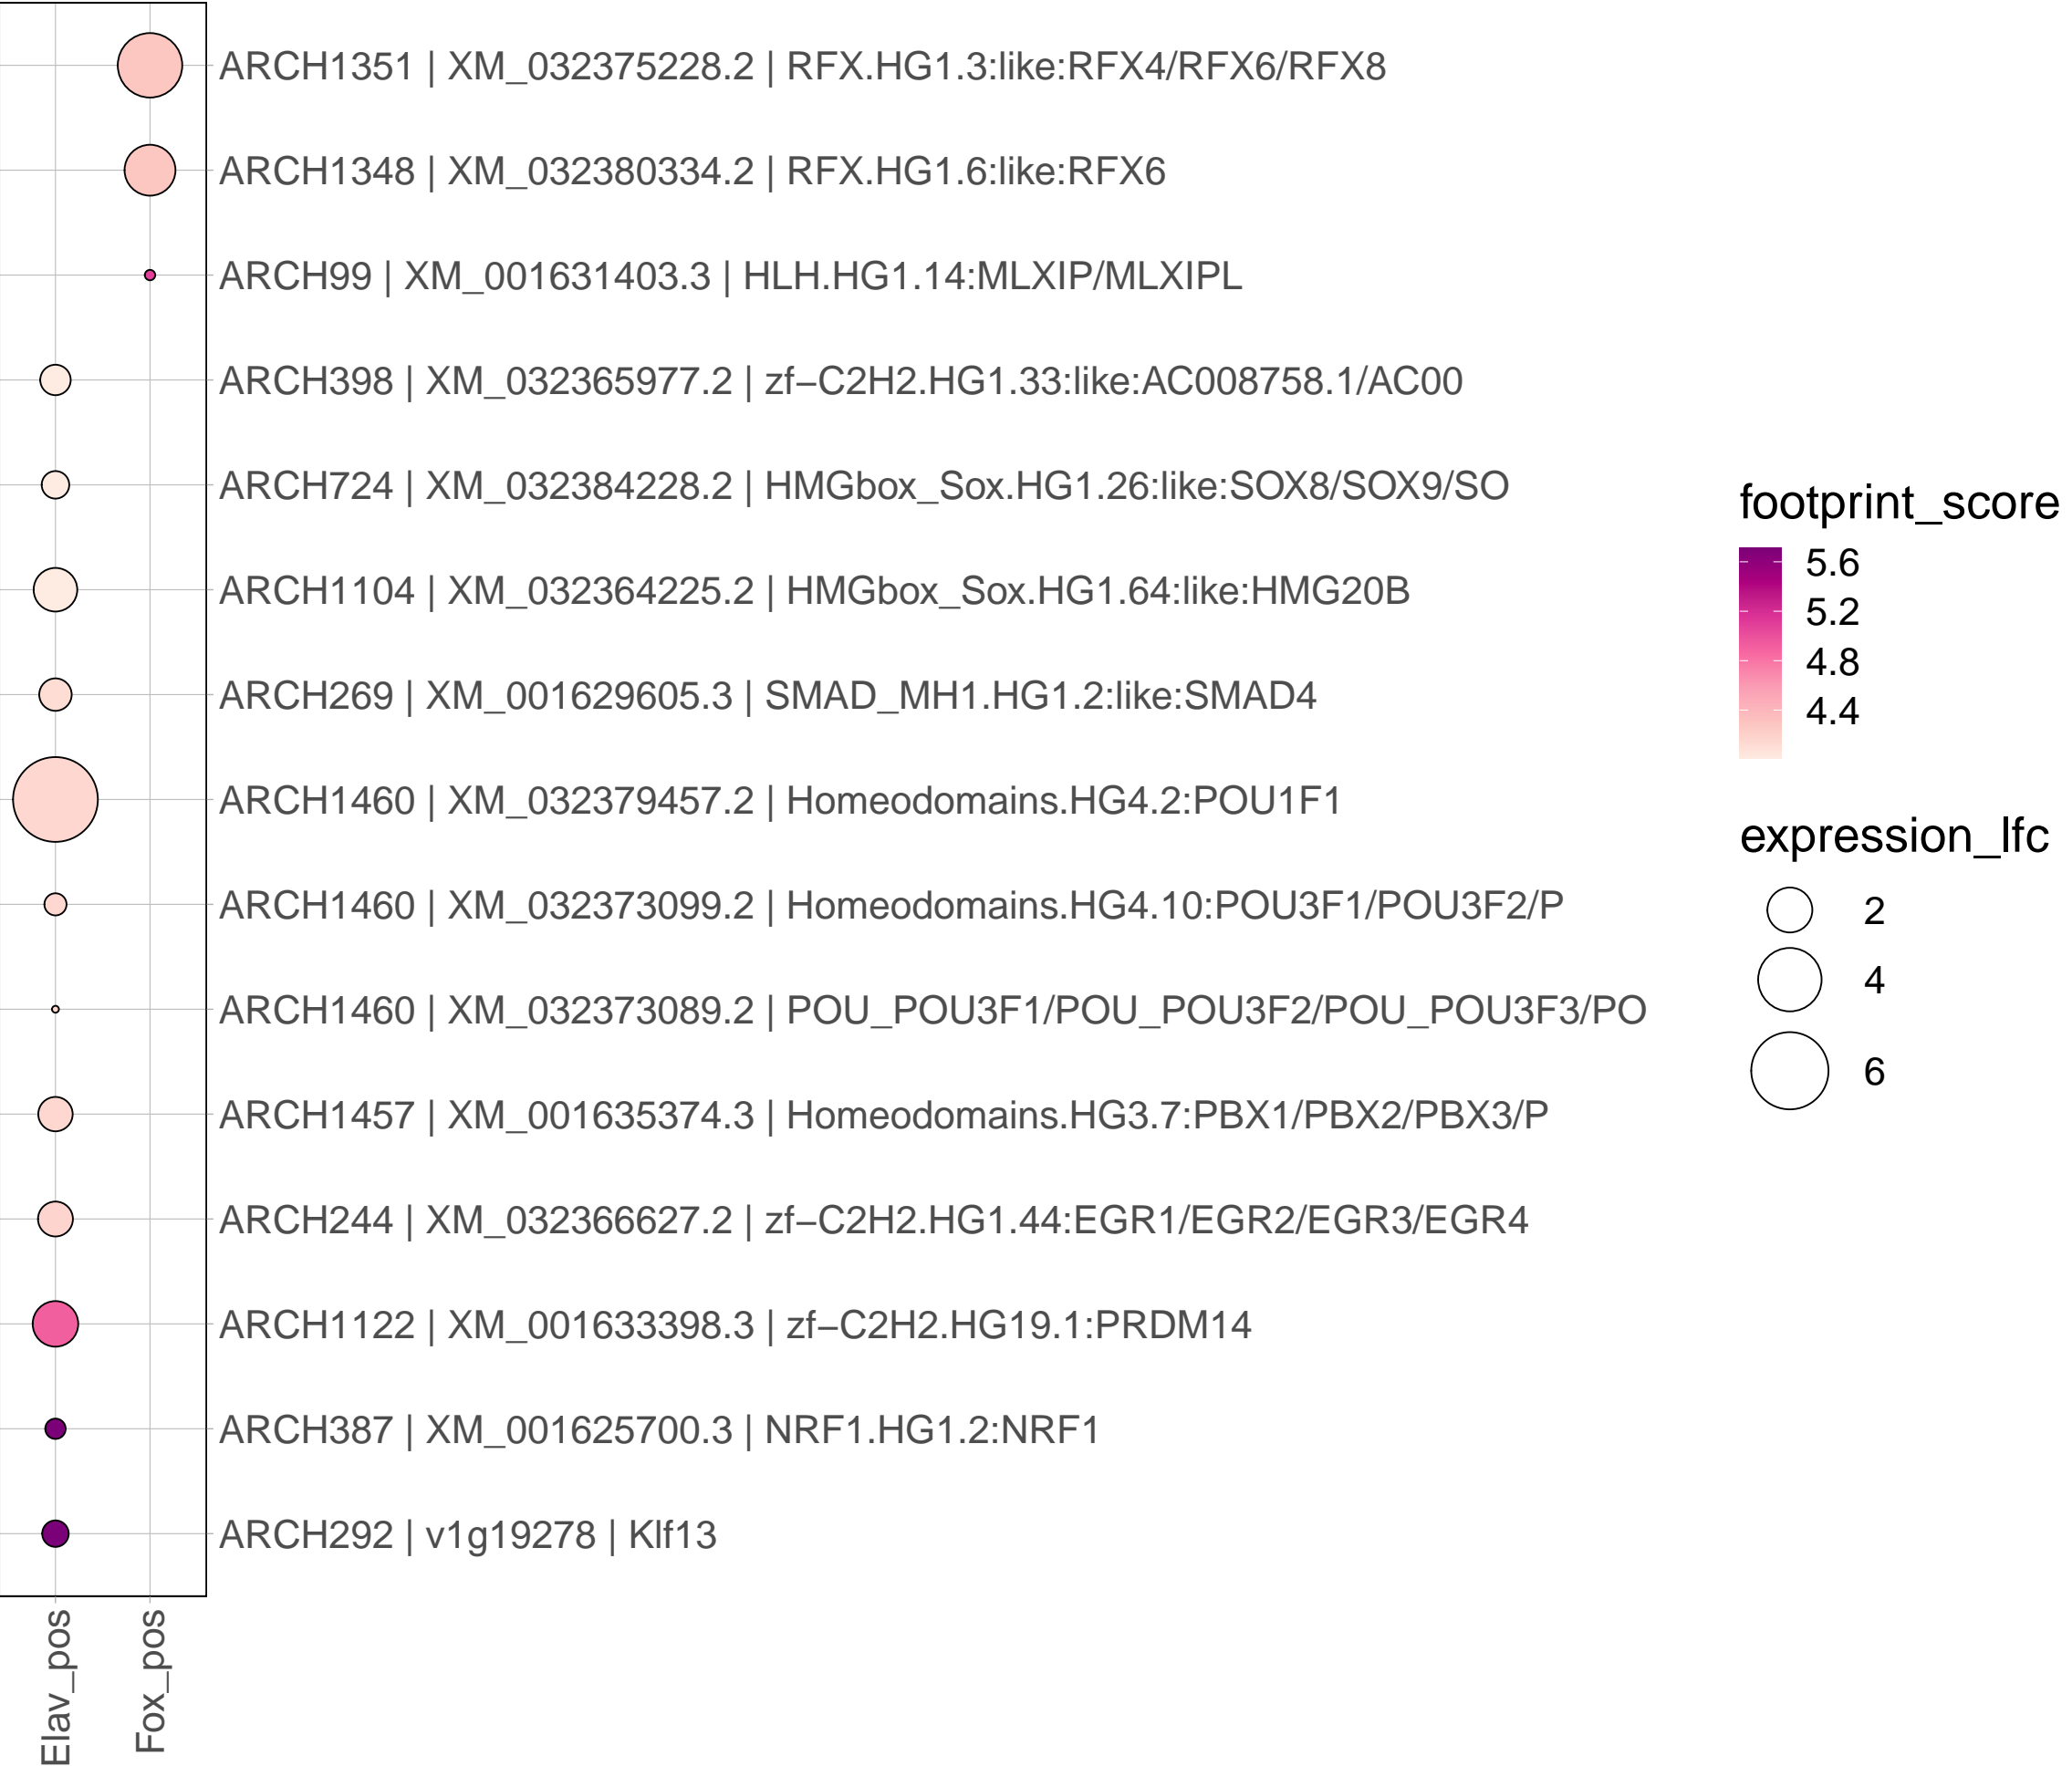 ARCH1351 | XM_032375228.2 | RFX.HG1.3:like:RFX4/RFX6/RFX8
ARCH1348 | XM_032380334.2 | RFX.HG1.6:like:RFX6
ARCH99 | XM_001631403.3 | HLH.HG1.14:MLXIP/MLXIPL
ARCH398 | XM_032365977.2 | zf−C2H2.HG1.33:like:AC008758.1/AC00
ARCH724 | XM_032384228.2 | HMGbox_Sox.HG1.26:like:SOX8/SOX9/SO
ARCH1104 | XM_032364225.2 | HMGbox_Sox.HG1.64:like:HMG20B
ARCH269 | XM_001629605.3 | SMAD_MH1.HG1.2:like:SMAD4
ARCH1460 | XM_032379457.2 | Homeodomains.HG4.2:POU1F1
ARCH1460 | XM_032373099.2 | Homeodomains.HG4.10:POU3F1/POU3F2/P
ARCH1460 | XM_032373089.2 | POU_POU3F1/POU_POU3F2/POU_POU3F3/PO
ARCH1457 | XM_001635374.3 | Homeodomains.HG3.7:PBX1/PBX2/PBX3/P
ARCH244 | XM_032366627.2 | zf−C2H2.HG1.44:EGR1/EGR2/EGR3/EGR4
ARCH1122 | XM_001633398.3 | zf−C2H2.HG19.1:PRDM14
ARCH387 | XM_001625700.3 | NRF1.HG1.2:NRF1
ARCH292 | v1g19278 | Klf13
Elav_pos
Fox_pos
footprint_score
5.6
5.2
4.8
4.4
expression_lfc
2
4
6